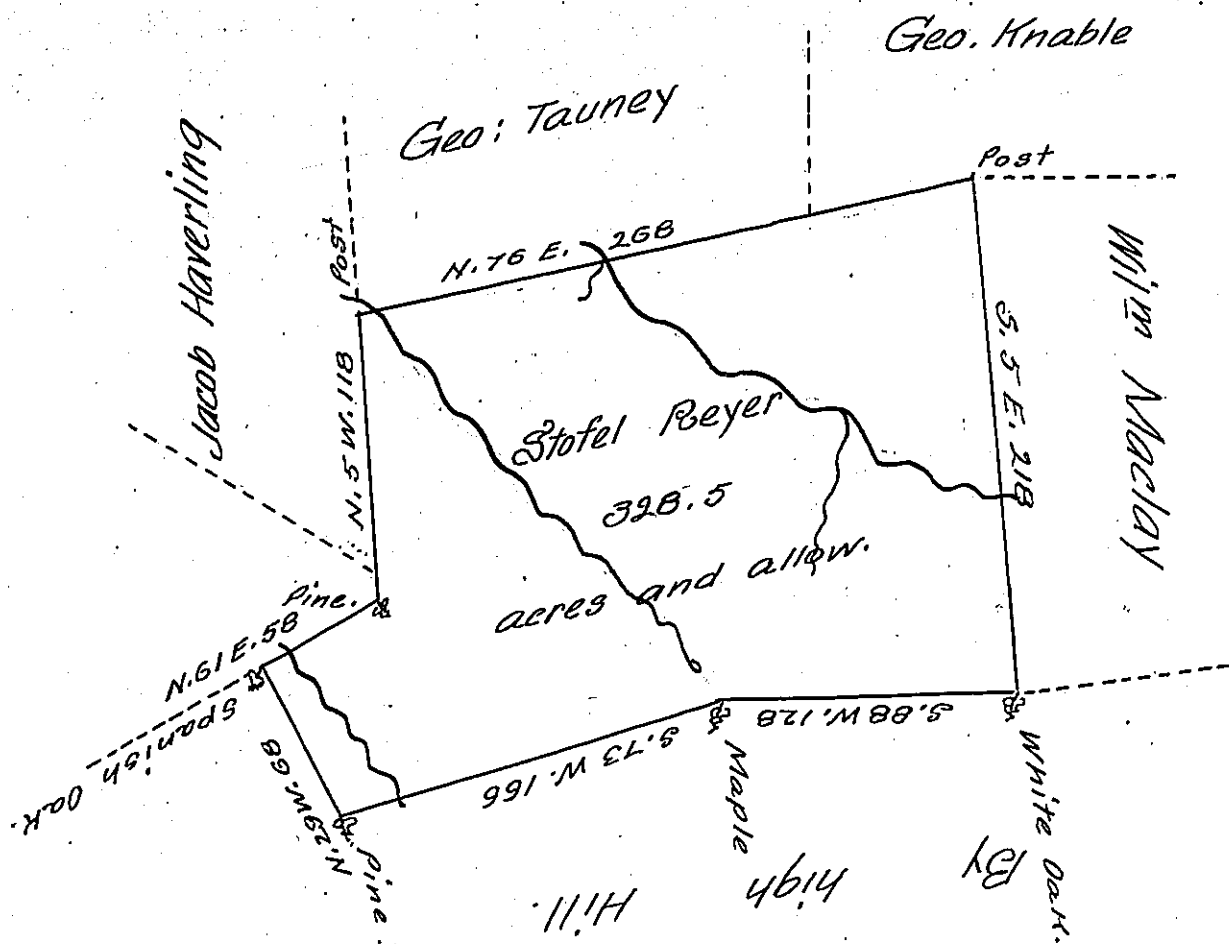 Geo. Knable
Geo: Tauney
Jacob Haverling
Post
Post
N. 76 E. 268
Wilm Maclay
S. 5 E. 218
N. 5 W. 118
Stofel Reyer
328.5
acres and allow.
Pine.
N. 61 E. 58
Spanish Oak.
N. 29 W. 68
Pine
S. 73 W. 166
Maple
S. 88 W. 128
White Oak.
By high Hill.